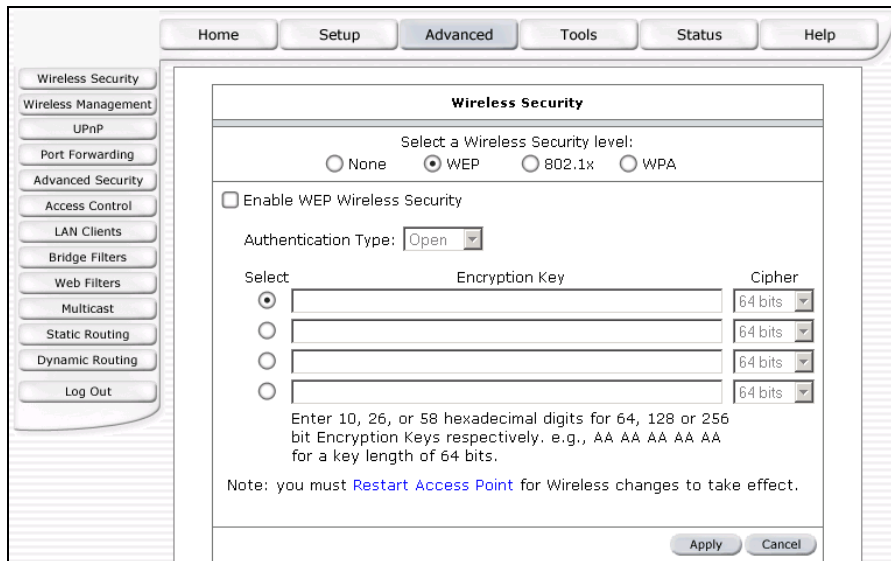 Home Setup Advanced Tools Status Help
Wireless Security
Wireless Management
UPnP
Port Forwarding
Advanced Security
Access Control
LAN Clients
Bridge Filters
Web Filters
Multicast
Static Routing
Dynamic Routing
Log Out
Wireless Security
Select a Wireless Security level:
None WEP 802.1x WPA
Enable WEP Wireless Security
Authentication Type: Open
Select Encryption Key Cipher
64 bits
64 bits
64 bits
64 bits
Enter 10, 26, or 58 hexadecimal digits for 64, 128 or 256
bit Encryption Keys respectively. e.g., AA AA AA AA AA
for a key length of 64 bits.
Note: you must Restart Access Point for Wireless changes to take effect.
Apply Cancel